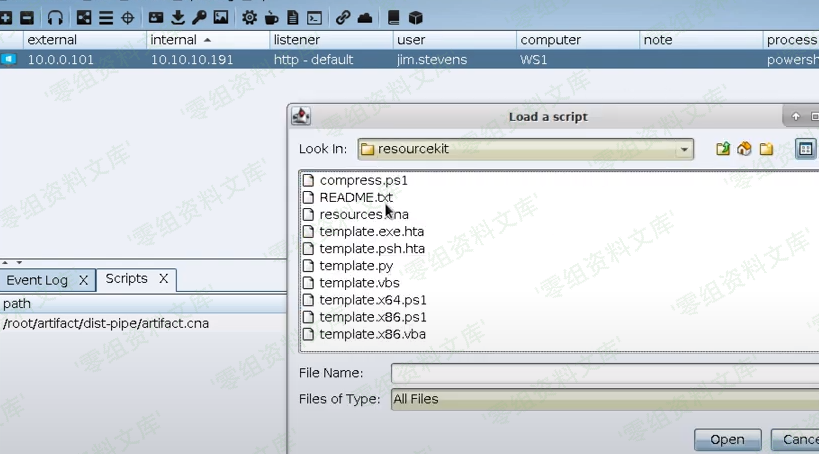 external internal listener user computer note process
10.0.0.101 10.10.10.191 http - default jim.stevens WS1 powersh
Load a script
Look In: resourcekit
compress.ps1
README.txt
template.exe.hta
template.psh.hta
template.py
template.vbs
template.x64.ps1
template.x86.ps1
template.x86.vba
Event Log X Scripts X
path
/root/artifact/dist-pipe/artifact.cna
File Name:
Files of Type: All Files
Open Cance
零组资料文库